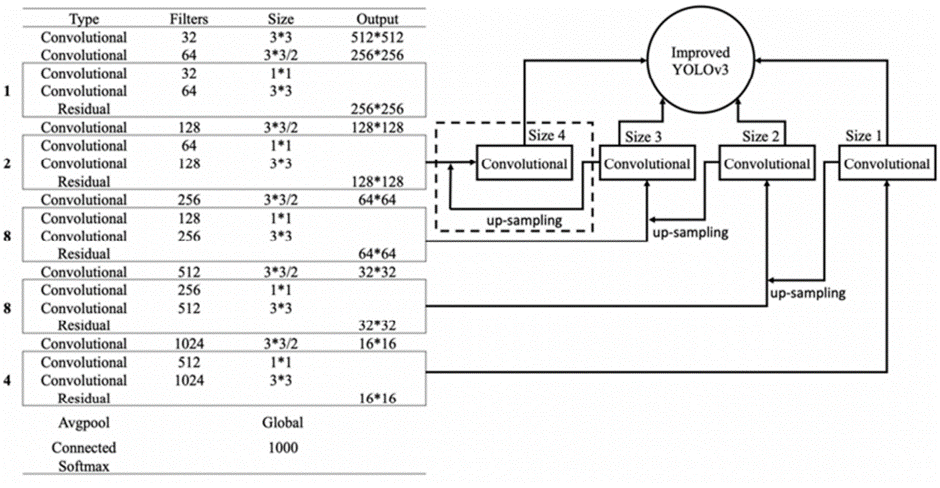 Type Filters Size Output
Convolutional 32 3*3 512*512
Convolutional 64 3*3/2 256*256
Convolutional 32 1*1
1 Convolutional 64 3*3
Residual 256*256
Convolutional 128 3*3/2 128*128
Convolutional 64 1*1
2 Convolutional 128 3*3
Residual 128*128
Convolutional 256 3*3/2 64*64
Convolutional 128 1*1
8 Convolutional 256 3*3
Residual 64*64
Convolutional 512 3*3/2 32*32
Convolutional 256 1*1
8 Convolutional 512 3*3
Residual 32*32
Convolutional 1024 3*3/2 16*16
Convolutional 512 1*1
4 Convolutional 1024 3*3
Residual 16*16
Avgpool Global
Connected 1000
Softmax
Improved
YOLOv3
Size 4 Size 3 Size 2 Size 1
Convolutional Convolutional Convolutional Convolutional
up-sampling
up-sampling
up-sampling